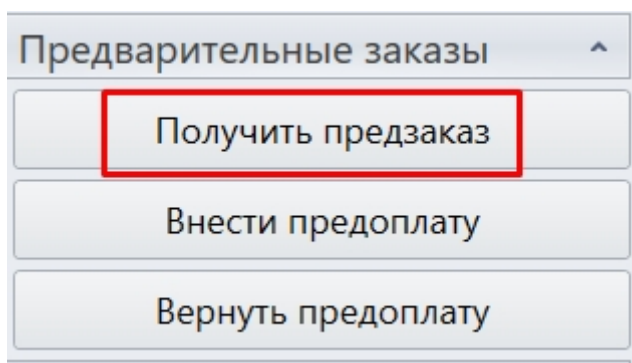 Предварительные заказы
Получить предзаказ
Внести предоплату
Вернуть предоплату